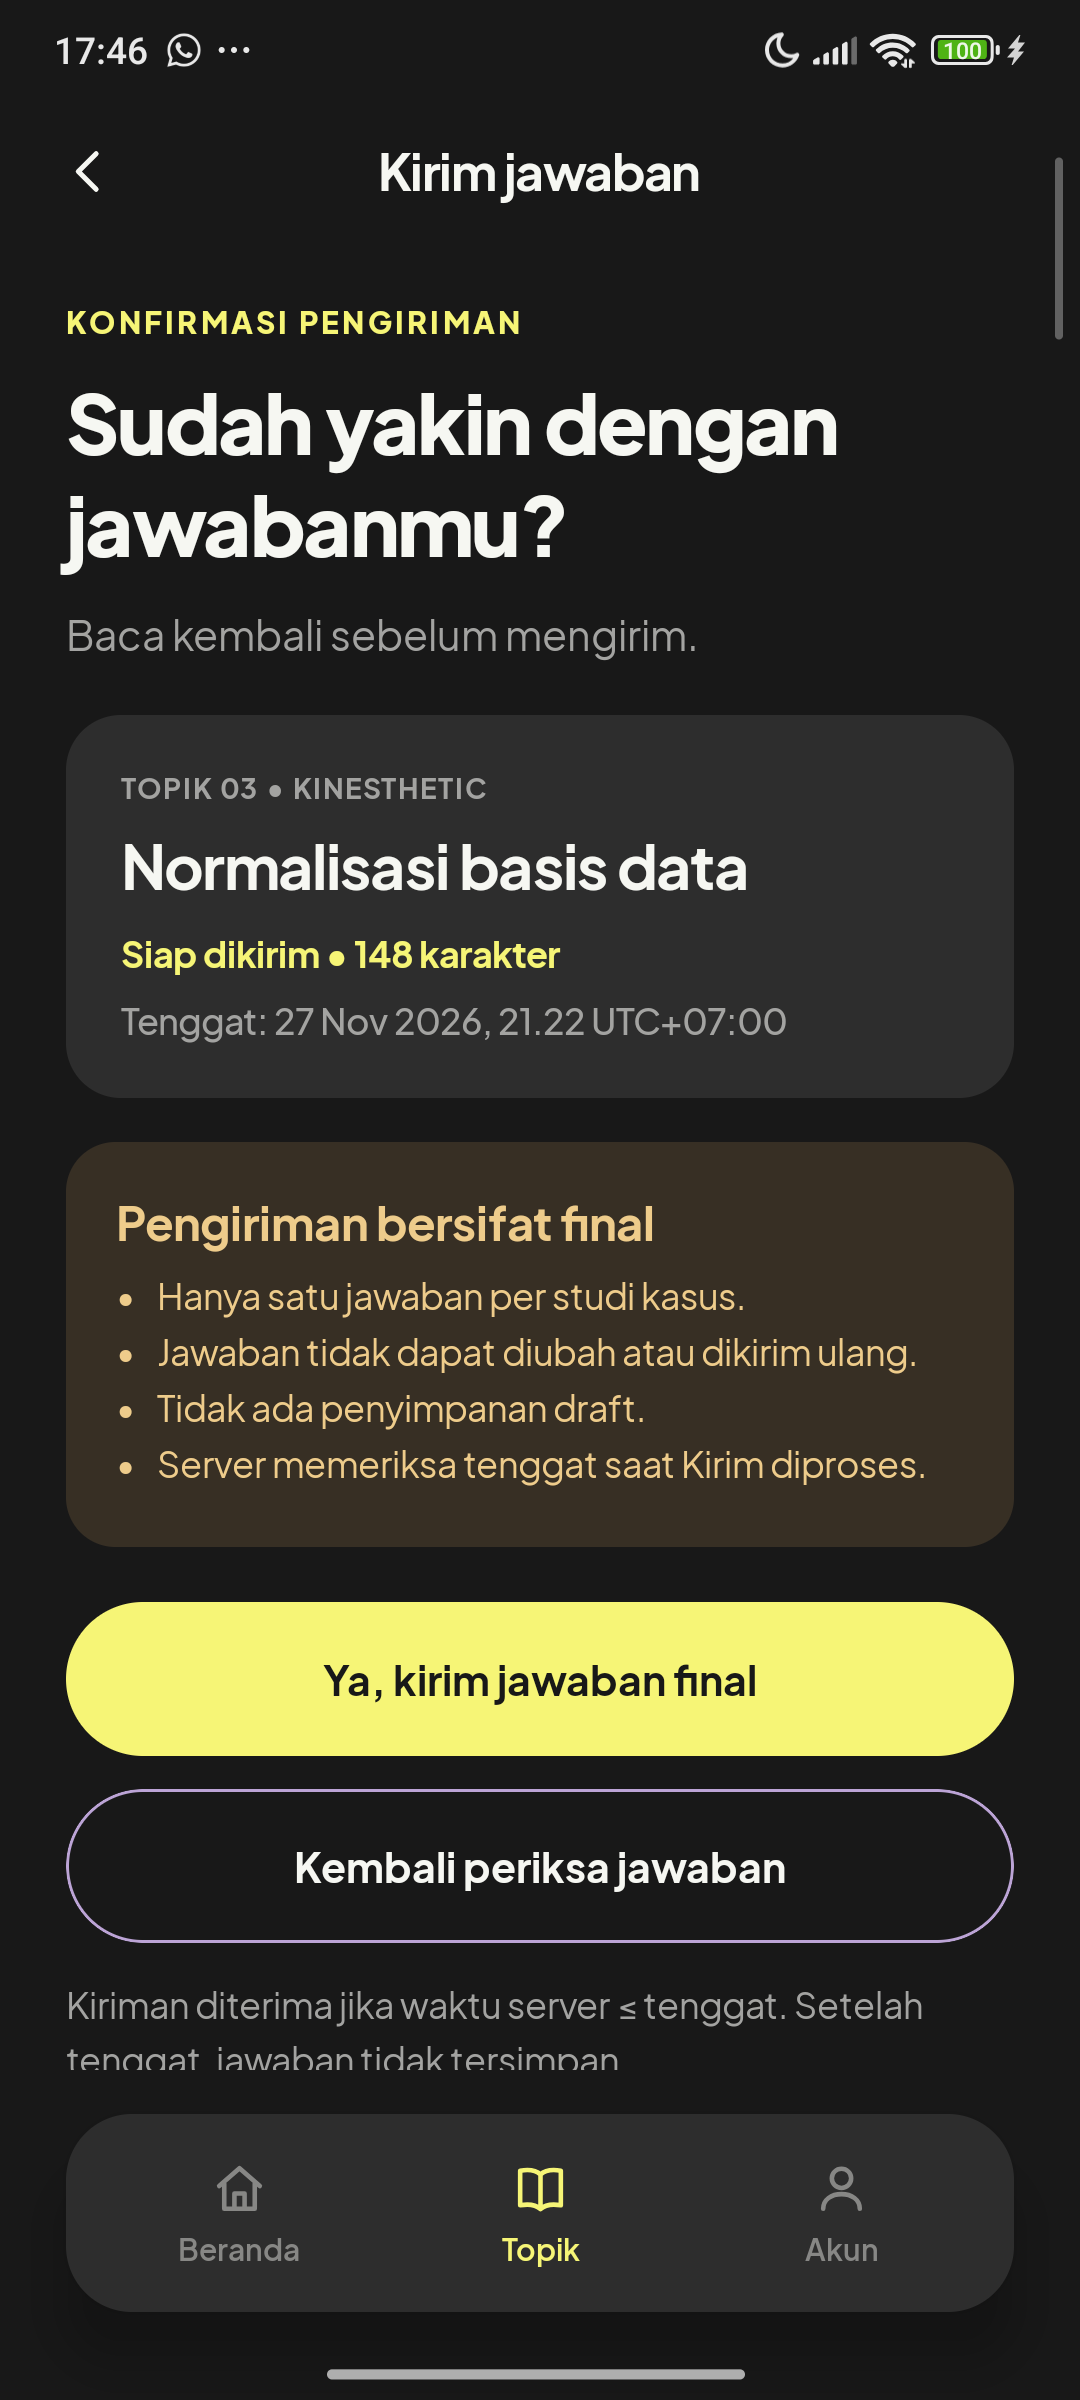 17:46
100
Kirim jawaban
KONFIRMASI PENGIRIMAN
Sudah yakin dengan
jawabanmu?
Baca kembali sebelum mengirim.
TOPIK 03 • KINESTHETIC
Normalisasi basis data
Siap dikirim • 148 karakter
Tenggat: 27 Nov 2026, 21.22 UTC+07:00
Pengiriman bersifat final
• Hanya satu jawaban per studi kasus.
• Jawaban tidak dapat diubah atau dikirim ulang.
• Tidak ada penyimpanan draft.
• Server memeriksa tenggat saat Kirim diproses.
Ya, kirim jawaban final
Kembali periksa jawaban
Kiriman diterima jika waktu server ≤ tenggat. Setelah
tenggat, jawaban tidak tersimpan
Beranda
Topik
Akun